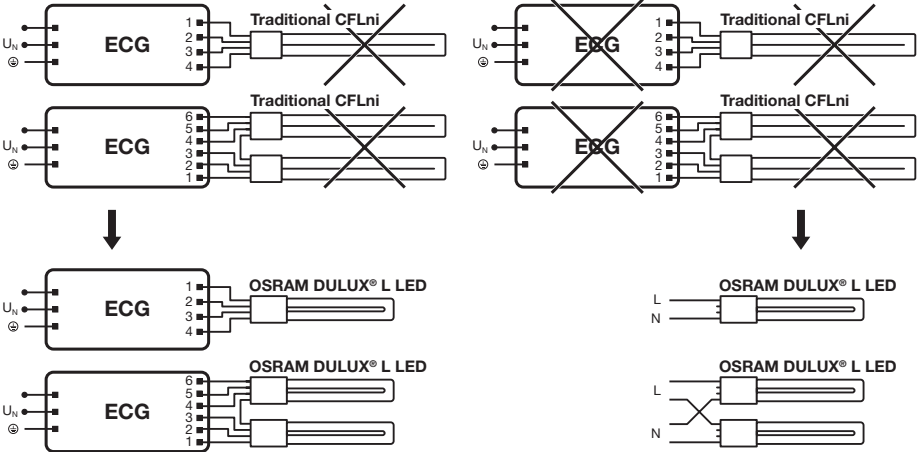 Traditional CFLni
1
2
3
4
ECG
U_N
Traditional CFLni
6
5
4
3
2
1
ECG
U_N
Traditional CFLni
1
2
3
4
ECG
U_N
Traditional CFLni
6
5
4
3
2
1
ECG
U_N
OSRAM DULUX® L LED
1
2
3
4
ECG
U_N
OSRAM DULUX® L LED
6
5
4
3
2
1
ECG
U_N
OSRAM DULUX® L LED
L
N
OSRAM DULUX® L LED
L
N